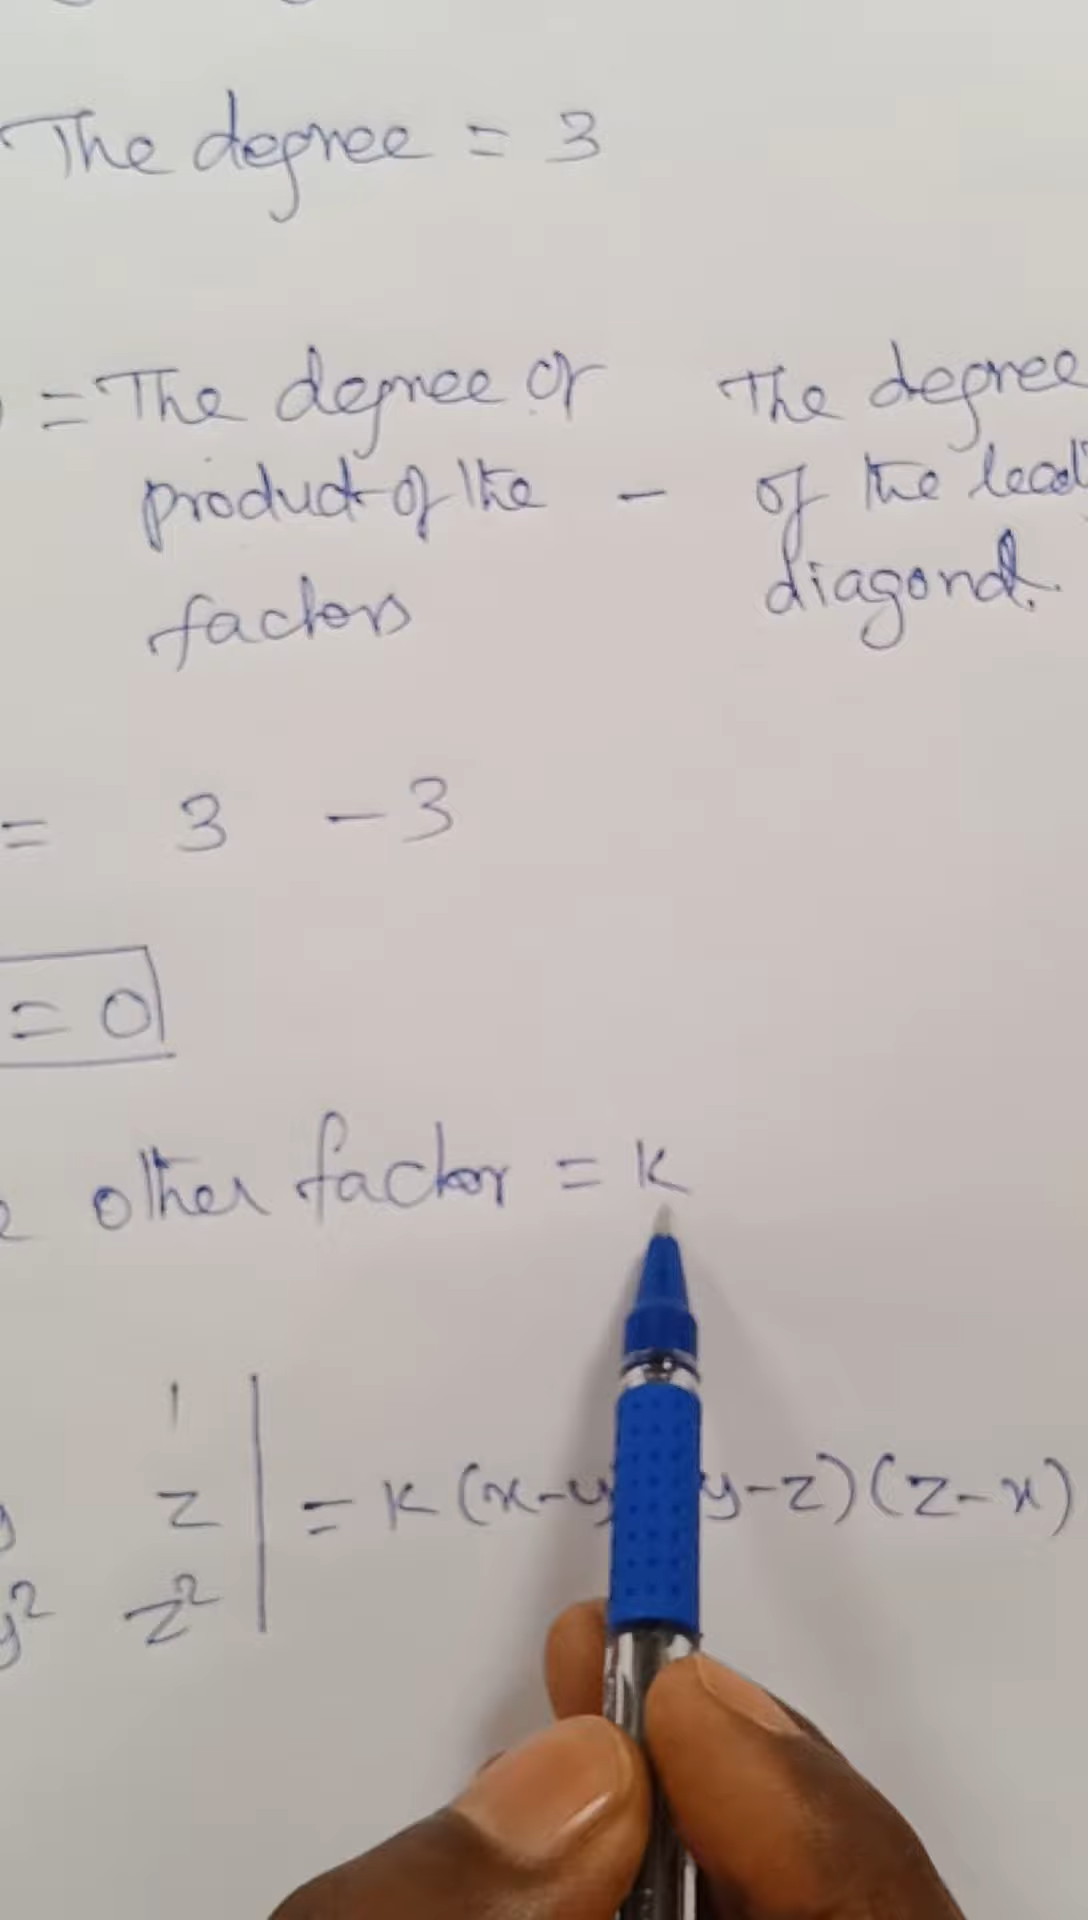 The degree = 3
= The degree of The degree
product of the - of the lead
factors diagonal.
= 3 - 3
= 0
other factor = k
1
y z = k (x-y y-z) (z-x)
y² z²